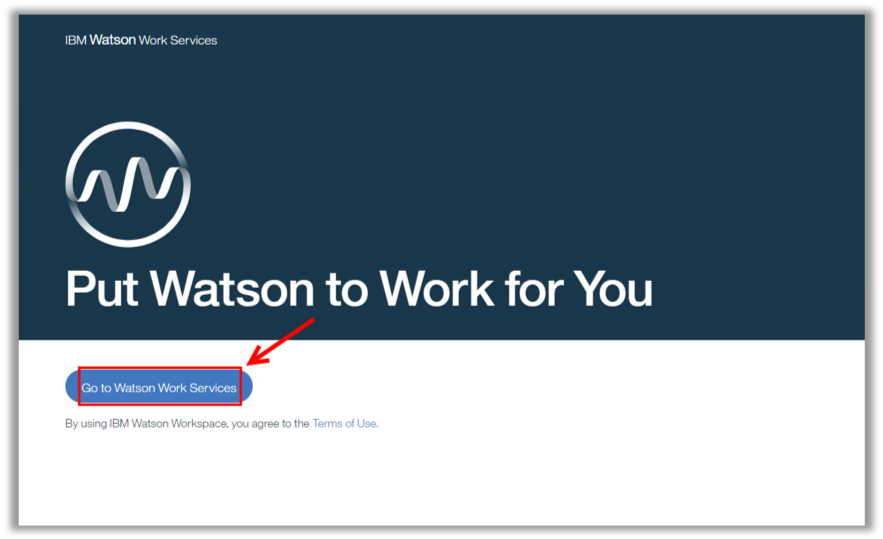 IBM Watson Work Services
Put Watson to Work for You
Go to Watson Work Services
By using IBM Watson Workspace, you agree to the Terms of Use.